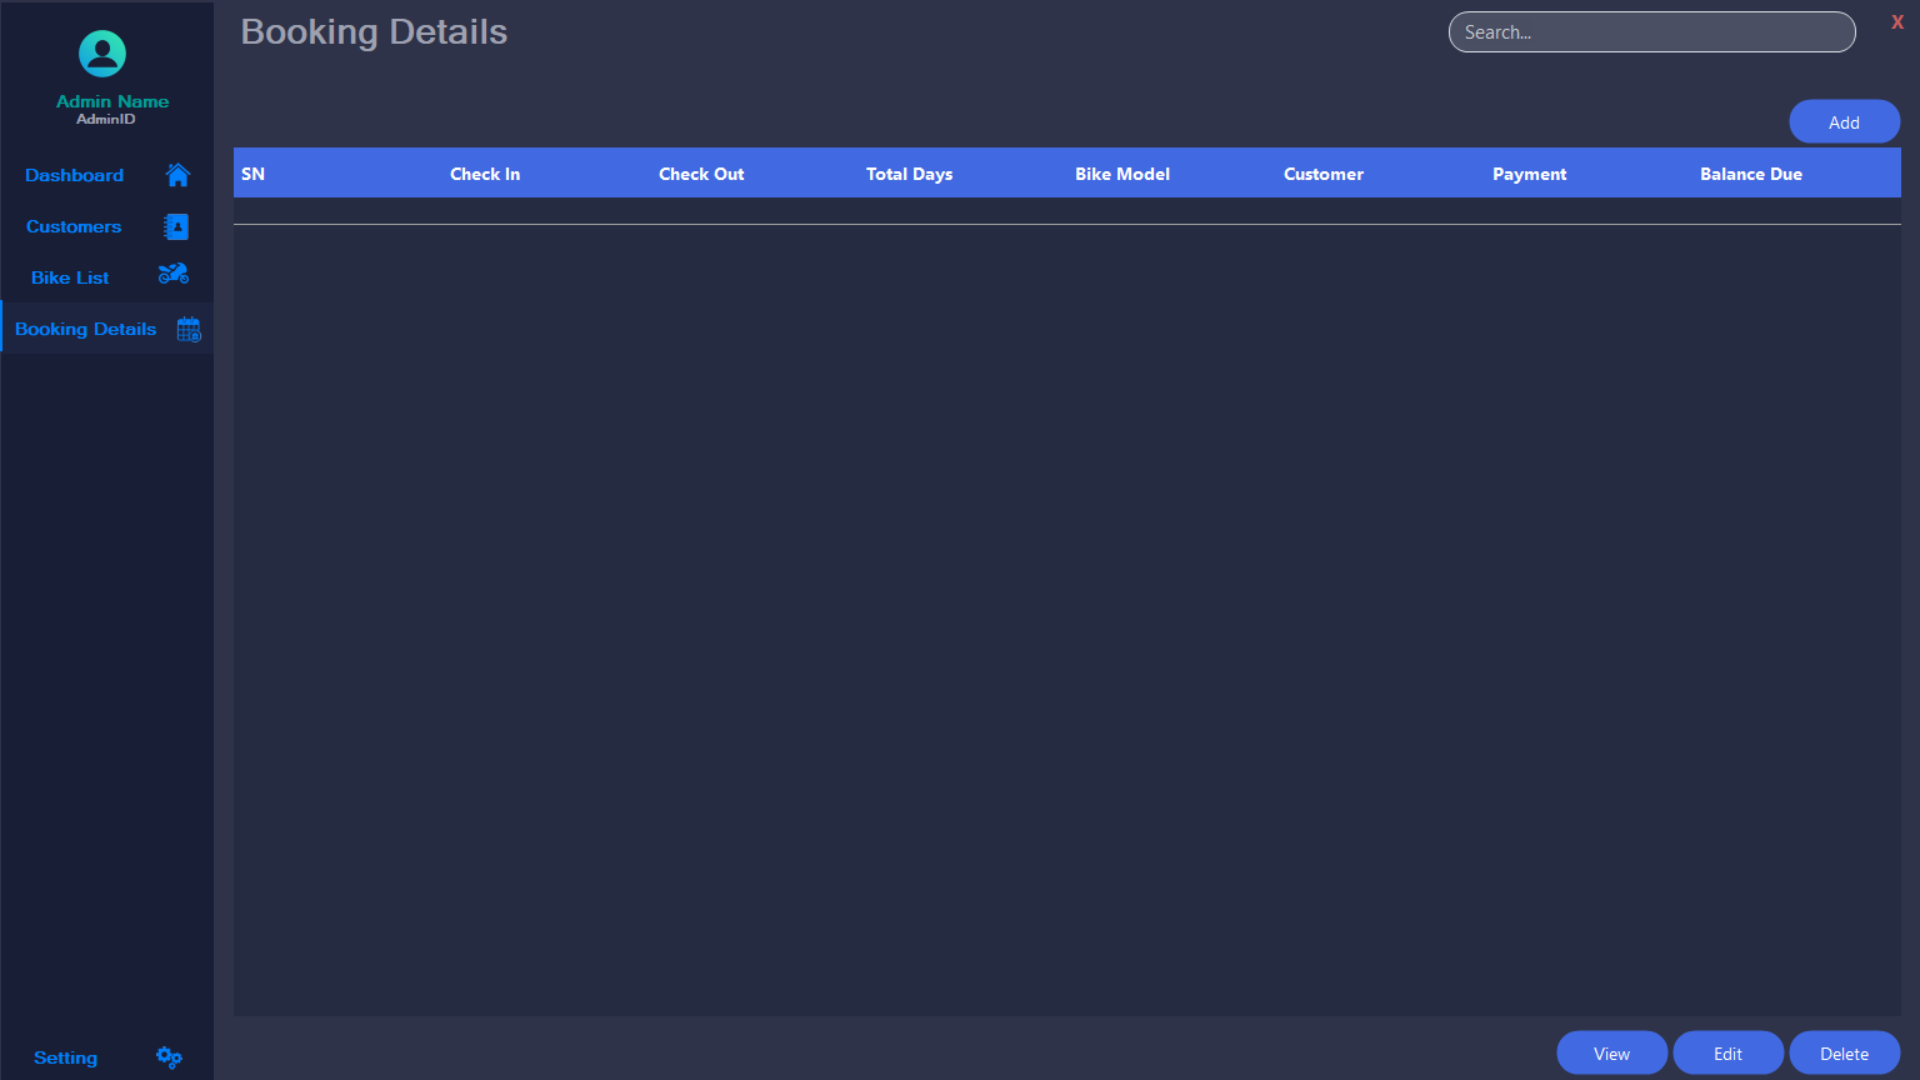 Admin Name
AdminID
Dashboard
Customers
Bike List
Booking Details
Setting
Booking Details
Search...
X
Add
SN Check In Check Out Total Days Bike Model Customer Payment Balance Due
View Edit Delete